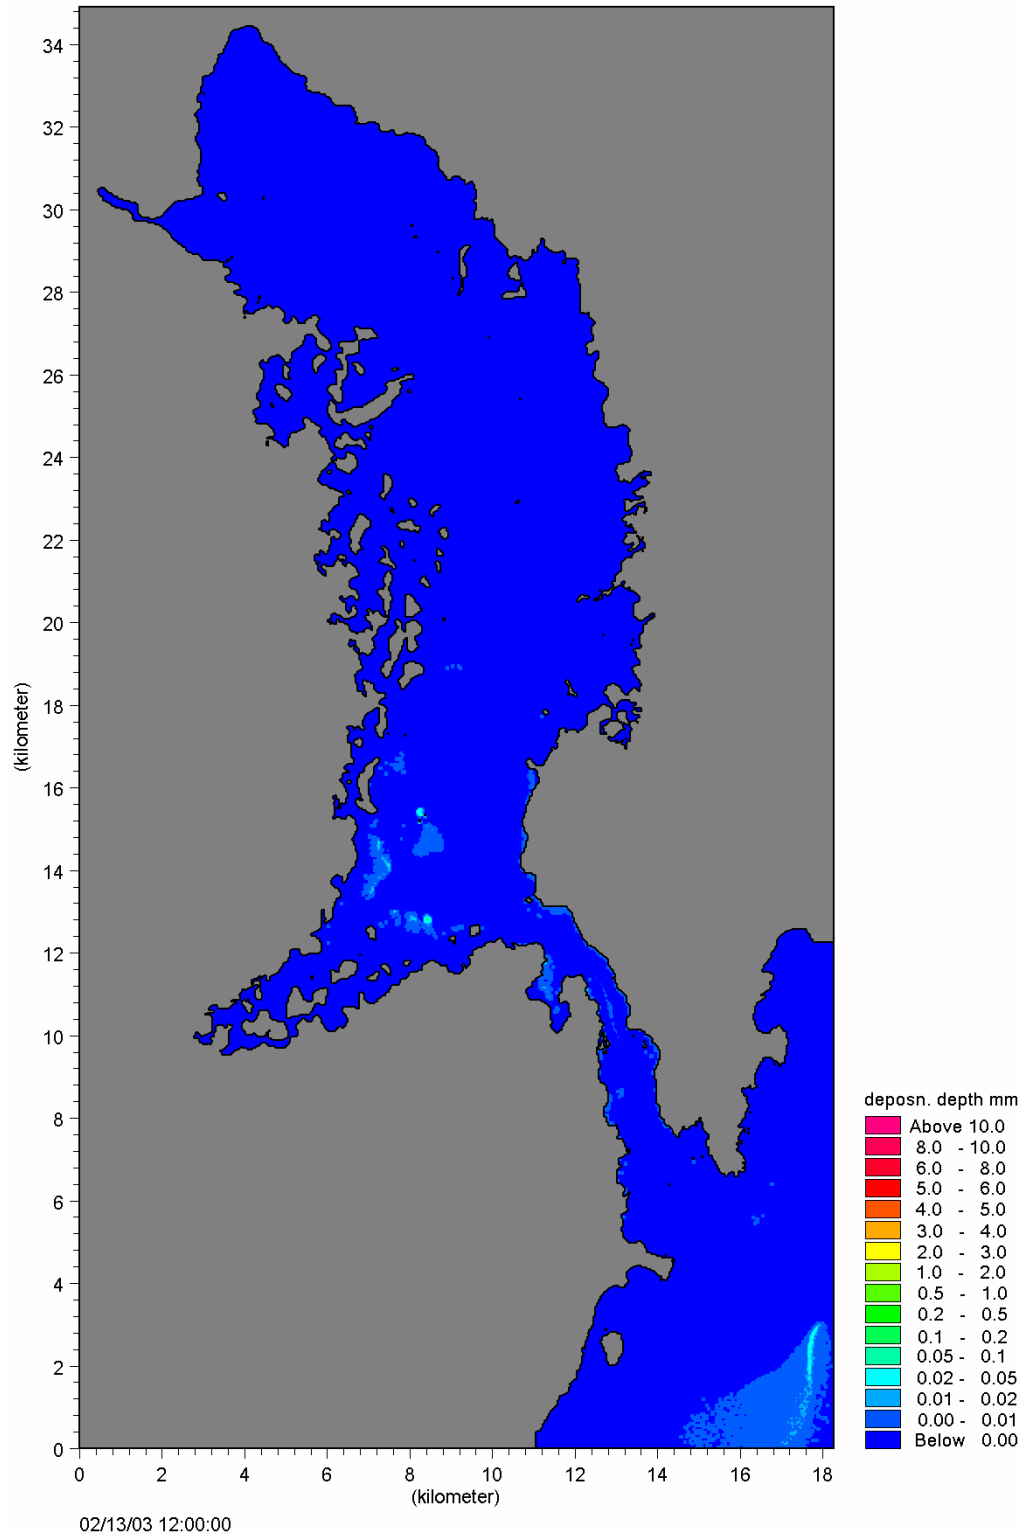 34
32
30
28
26
24
22
20
18
16
14
12
10
8
6
4
2
0
(kilometer)
0 2 4 6 8 10 12 14 16 18
(kilometer)
02/13/03 12:00:00
deposn. depth mm
Above 10.0
8.0 - 10.0
6.0 - 8.0
5.0 - 6.0
4.0 - 5.0
3.0 - 4.0
2.0 - 3.0
1.0 - 2.0
0.5 - 1.0
0.2 - 0.5
0.1 - 0.2
0.05 - 0.1
0.02 - 0.05
0.01 - 0.02
0.00 - 0.01
Below 0.00